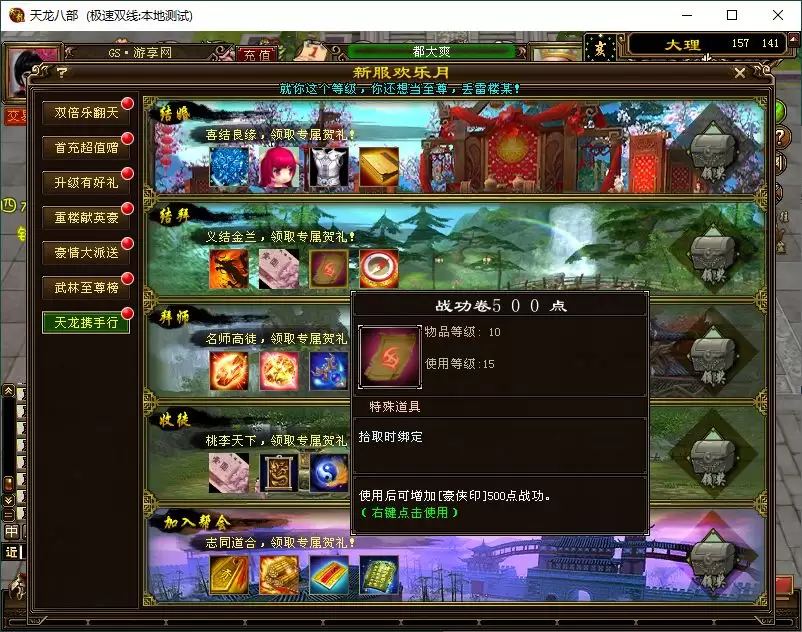 天龙八部 (极速双线:本地测试)
GS·游享网
充值
都大爽
亥
大理
157 141
?
新服欢乐月
就你这个等级，你还想当至尊，丢雷楼某！
双倍乐翻天
首充超值赠
升级有好礼
重楼献英豪
豪情大派送
武林至尊榜
天龙携手行
结婚
喜结良缘，领取专属贺礼！
领奖
结拜
义结金兰，领取专属贺礼！
领奖
拜师
名师高徒，领取专属贺礼
领奖
收徒
桃李天下，领取专属贺礼
领奖
加入帮会
志同道合，领取专属贺礼！
领奖
战功卷500点
物品等级: 10
使用等级:15
特殊道具
拾取时绑定
使用后可增加[豪侠印]500点战功。
(右键点击使用)
近